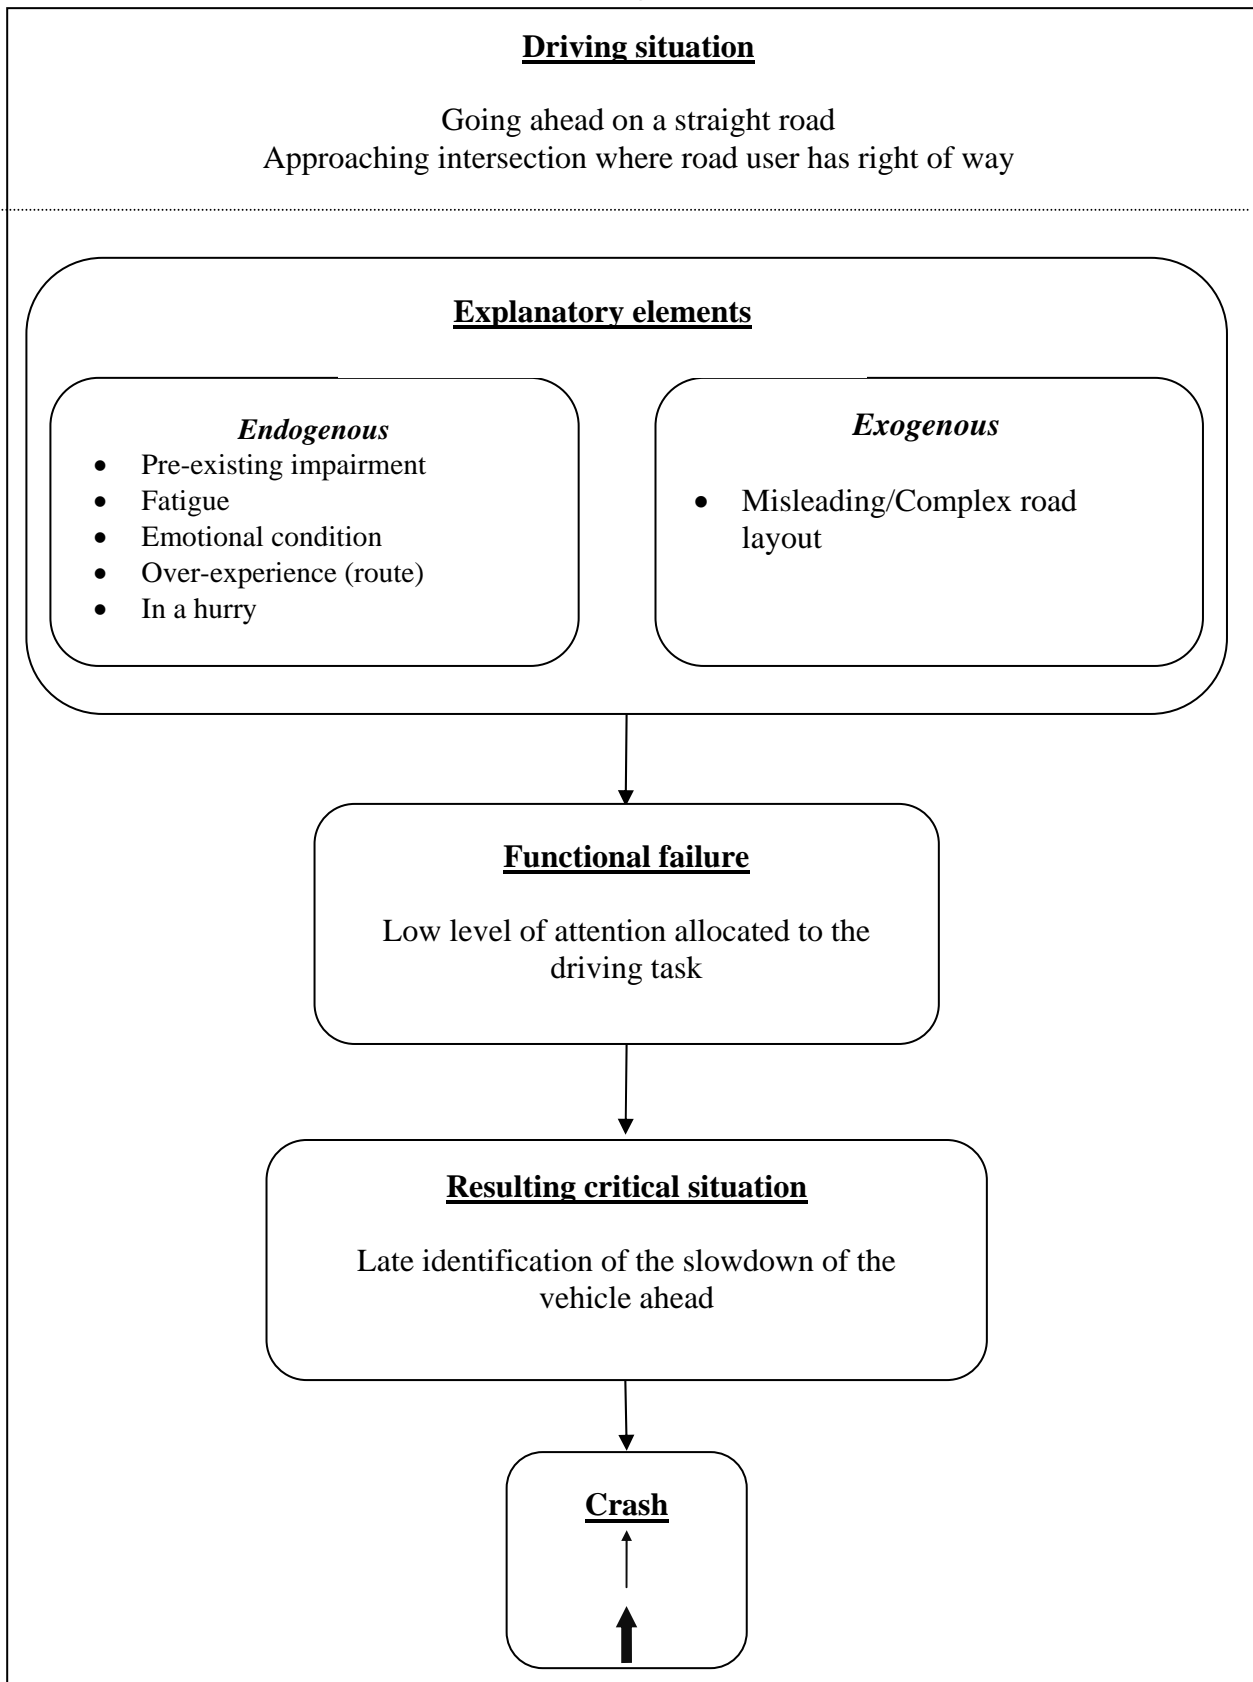 Driving situation
Going ahead on a straight road
Approaching intersection where road user has right of way
Explanatory elements
Endogenous
• Pre-existing impairment
• Fatigue
• Emotional condition
• Over-experience (route)
• In a hurry
Exogenous
• Misleading/Complex road
layout
Functional failure
Low level of attention allocated to the
driving task
Resulting critical situation
Late identification of the slowdown of the
vehicle ahead
Crash